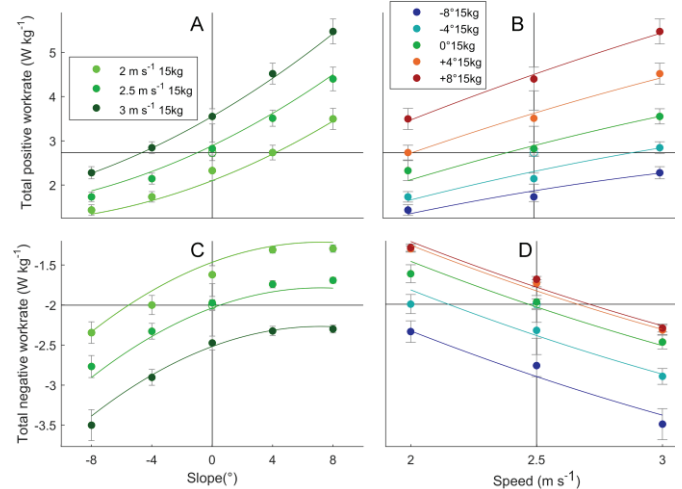 A
B
Total positive workrate (W kg⁻¹)
5
4
3
2
2 m s⁻¹ 15kg
2.5 m s⁻¹ 15kg
3 m s⁻¹ 15kg
-8°15kg
-4°15kg
0°15kg
+4°15kg
+8°15kg
C
D
Total negative workrate (W kg⁻¹)
-1.5
-2
-2.5
-3
-3.5
-8
-4
0
4
8
Slope(°)
2
2.5
3
Speed (m s⁻¹)